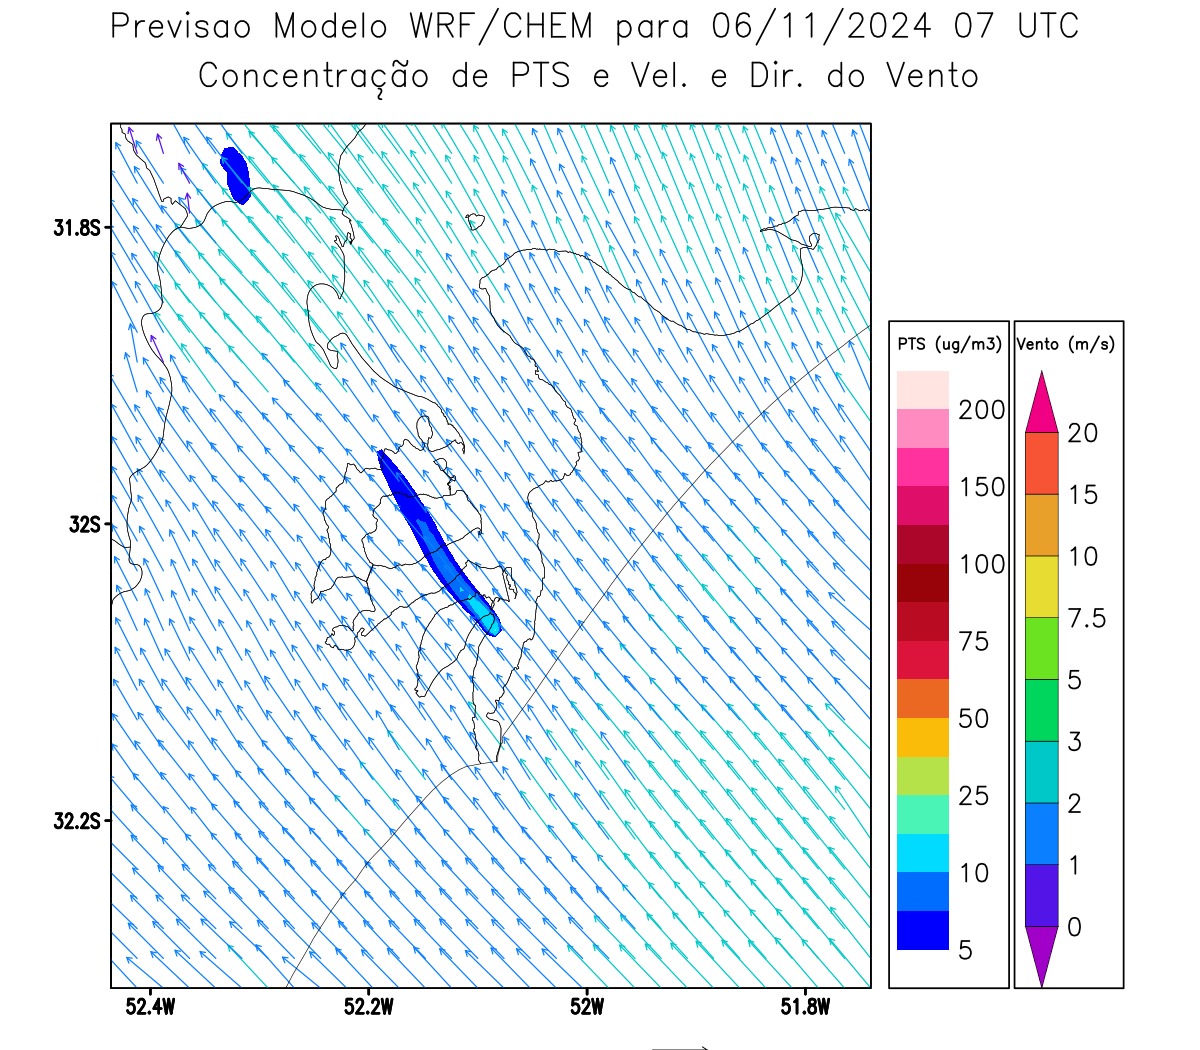 Previsao Modelo WRF/CHEM para 06/11/2024 07 UTC
Concentração de PTS e Vel. e Dir. do Vento
31.8S
32S
32.2S
52.4W 52.2W 52W 51.8W
PTS (ug/m3)
200
150
100
75
50
25
10
5
Vento (m/s)
20
15
10
7.5
5
3
2
1
0